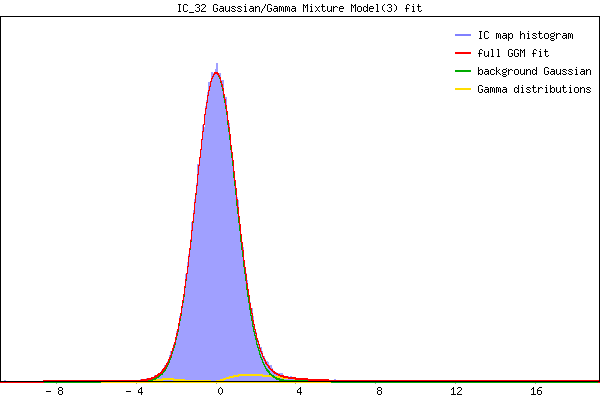 IC_32 Gaussian/Gamma Mixture Model(3) fit
IC map histogram
full GGM fit
background Gaussian
Gamma distributions
- 8 - 4 0 4 8 12 16